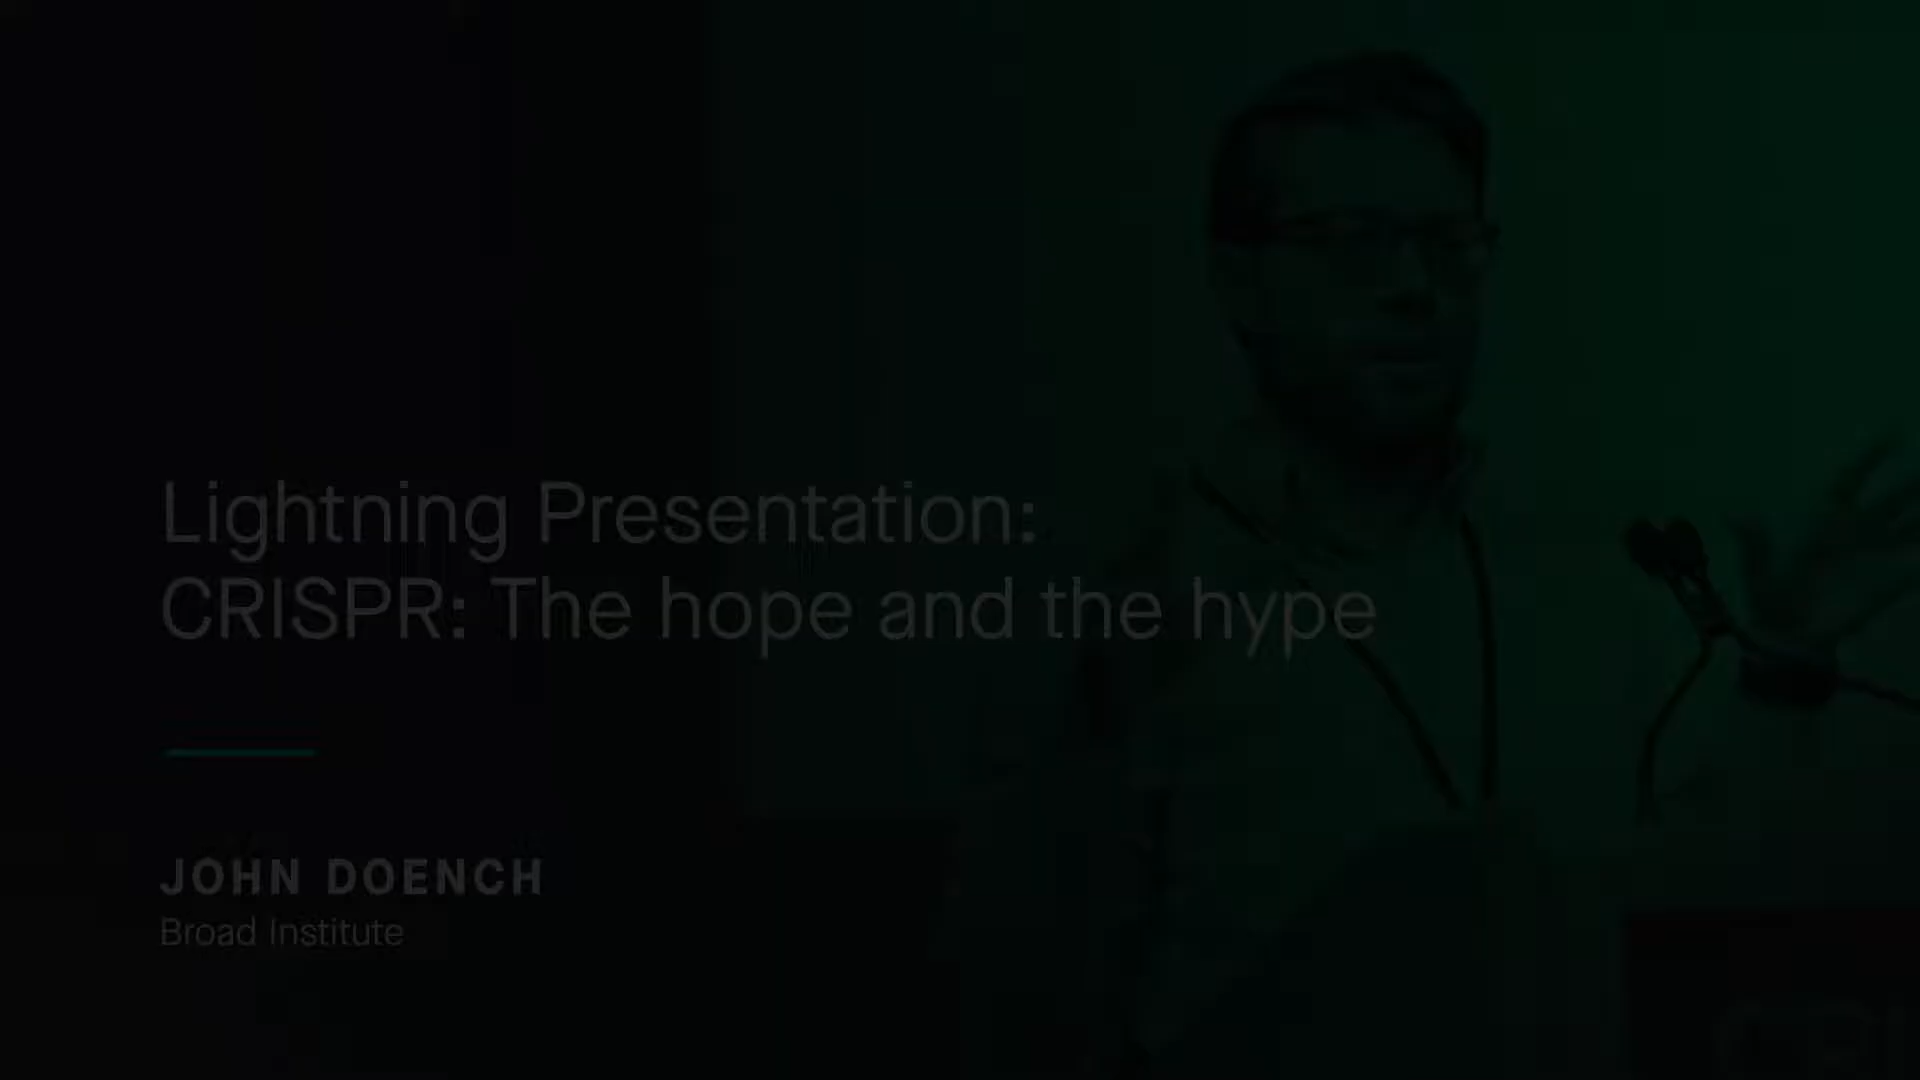 Lightning Presentation:
CRISPR: The hope and the hype
JOHN DOENCH
Broad Institute